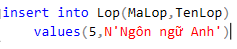 insert into Lop(MaLop,TenLop)
values(5,N'Ngôn ngữ Anh')